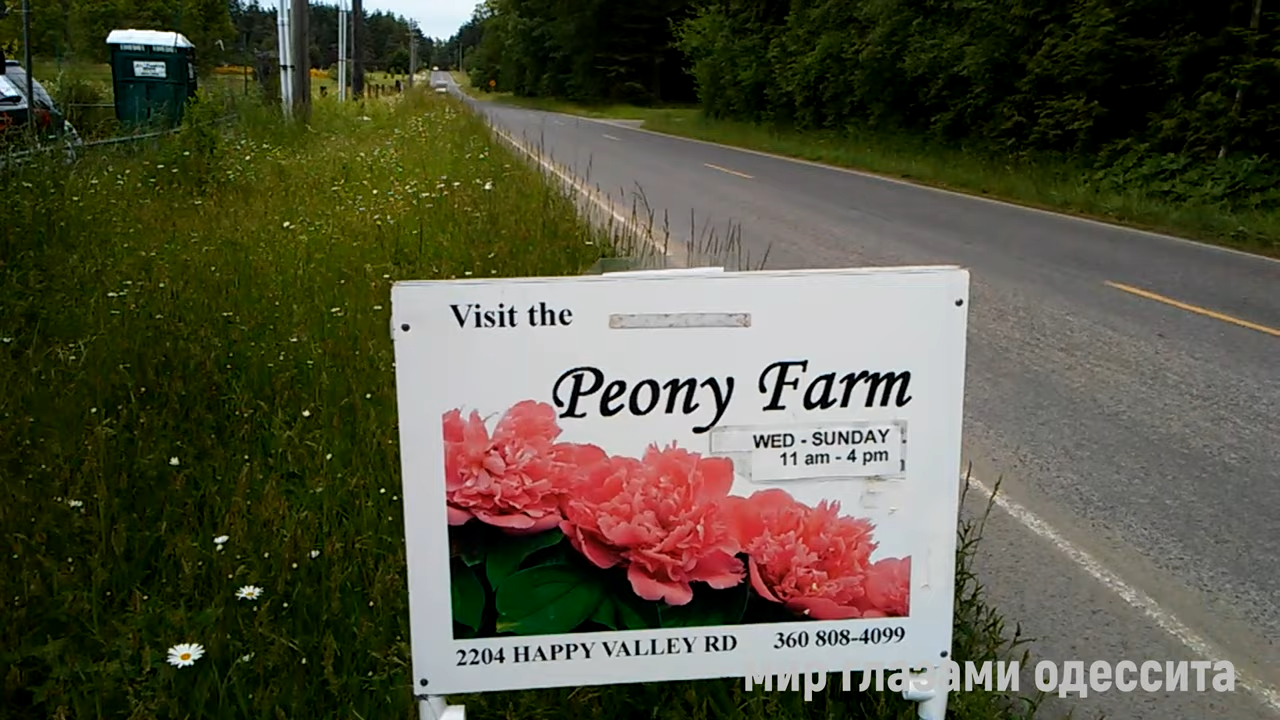 Visit the
Peony Farm
WED - SUNDAY
11 am - 4 pm
2204 HAPPY VALLEY RD 360 808-4099
мир глазами одессита